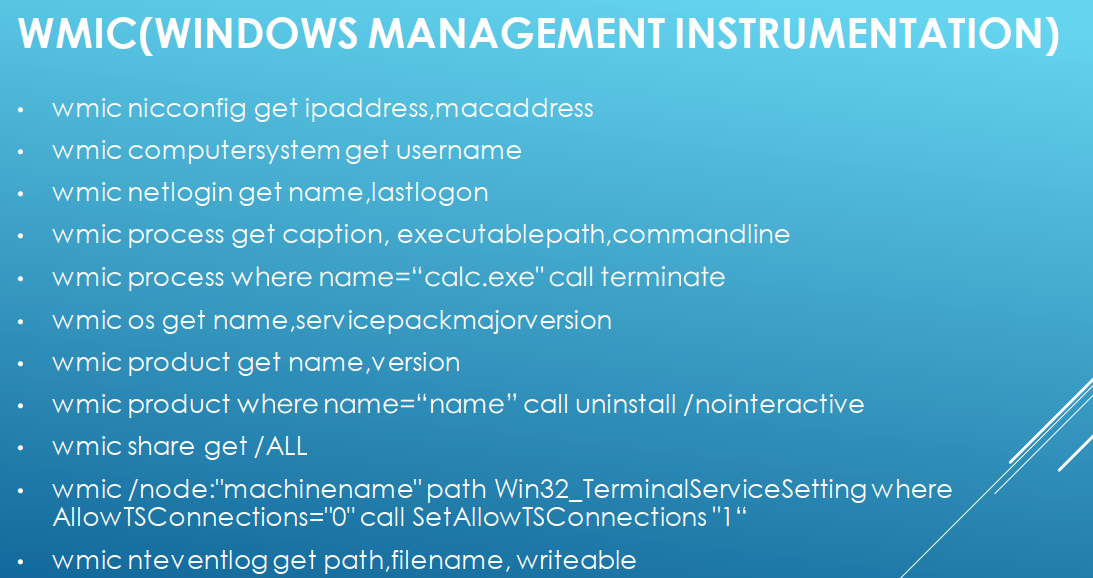 WMIC(WINDOWS MANAGEMENT INSTRUMENTATION)
• wmic nicconfig get ipaddress,macaddress
• wmic computersystem get username
• wmic netlogin get name,lastlogon
• wmic process get caption, executablepath,commandline
• wmic process where name=“calc.exe" call terminate
• wmic os get name,servicepackmajorversion
• wmic product get name,version
• wmic product where name=“name” call uninstall /nointeractive
• wmic share get /ALL
• wmic /node:"machinename" path Win32_TerminalServiceSetting where
AllowTSConnections="0" call SetAllowTSConnections "1“
• wmic nteventlog get path,filename, writeable